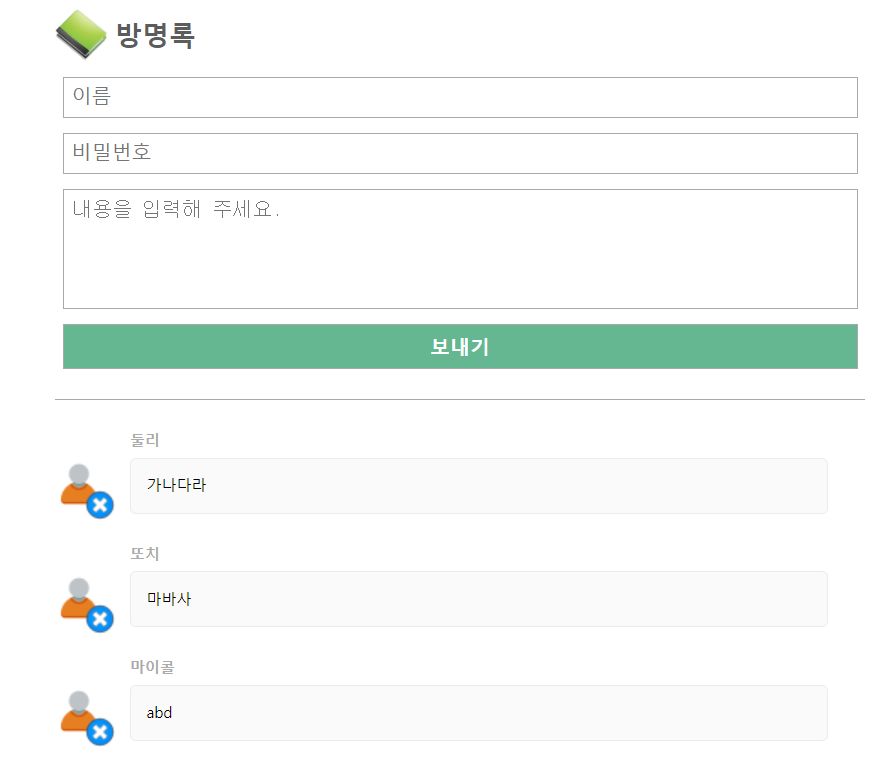 방명록
이름
비밀번호
내용을 입력해 주세요.
보내기
둘리
가나다라
또치
마바사
마이콜
abd